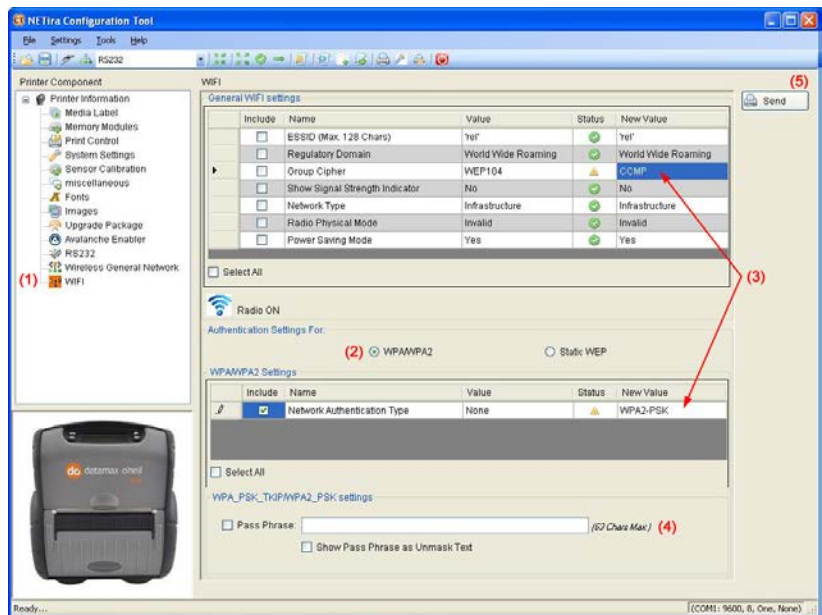 NETira Configuration Tool
File Settings Tools Help
RS232
Printer Component
Printer Information
Media Label
Memory Modules
Print Control
System Settings
Sensor Calibration
miscellaneous
Fonts
Images
Upgrade Package
Avalanche Enabler
RS232
Wireless General Network
(1) WIFI
WIFI
General WIFI settings
Include Name Value Status New Value
ESSID (Max. 128 Chars) 'rel' 'rel'
Regulatory Domain World Wide Roaming World Wide Roaming
Group Cipher WEP104 CCMP
Show Signal Strength Indicator No No
Network Type Infrastructure Infrastructure
Radio Physical Mode Invalid Invalid
Power Saving Mode Yes Yes
Select All
(5)
Send
(3)
Radio ON
Authentication Settings For:
(2) WPA/WPA2 Static WEP
WPA/WPA2 Settings
Include Name Value Status New Value
Network Authentication Type None WPA2-PSK
Select All
WPA_PSK_TKIP/WPA2_PSK settings
Pass Phrase: (63 Chars Max.) (4)
Show Pass Phrase as Unmask Text
do datamax·oneil
Ready... (COM1: 9600, 8, One, None)